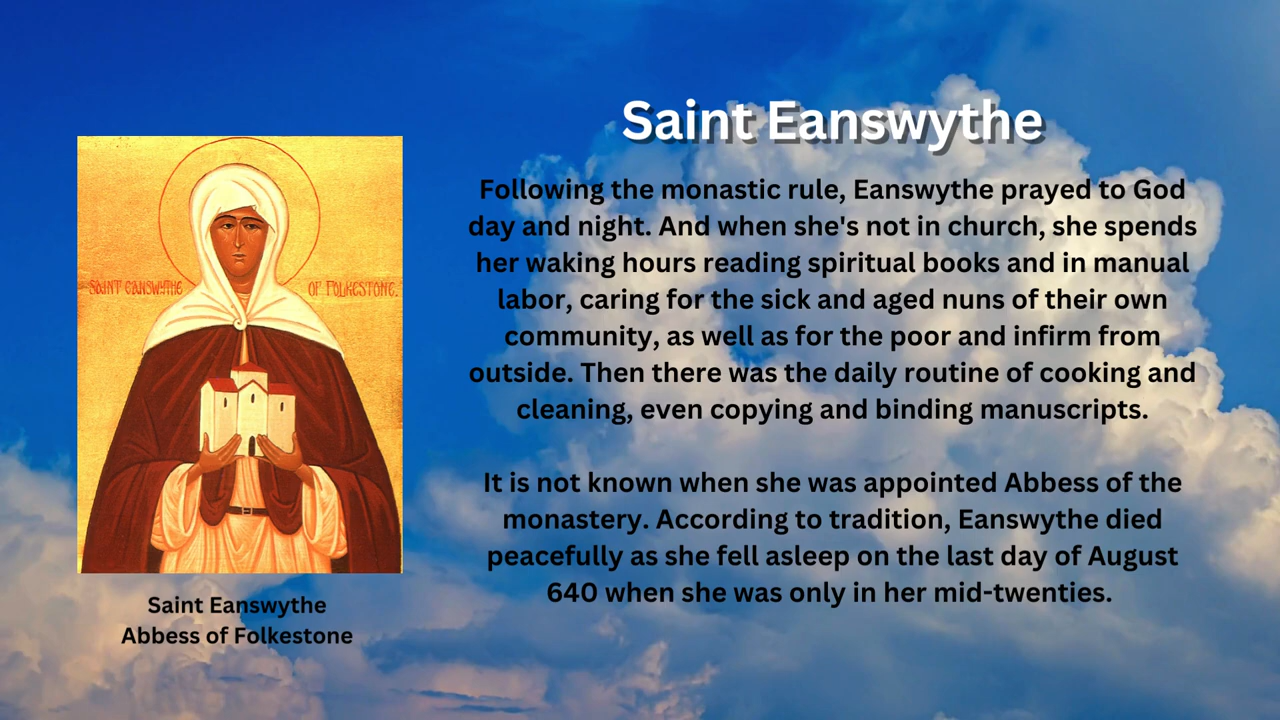 Saint Eanswythe
Following the monastic rule, Eanswythe prayed to God
day and night. And when she's not in church, she spends
her waking hours reading spiritual books and in manual
labor, caring for the sick and aged nuns of their own
community, as well as for the poor and infirm from
outside. Then there was the daily routine of cooking and
cleaning, even copying and binding manuscripts.
It is not known when she was appointed Abbess of the
monastery. According to tradition, Eanswythe died
peacefully as she fell asleep on the last day of August
640 when she was only in her mid-twenties.
SAINT EANSWYTHE OF FOLKESTONE.
Saint Eanswythe
Abbess of Folkestone